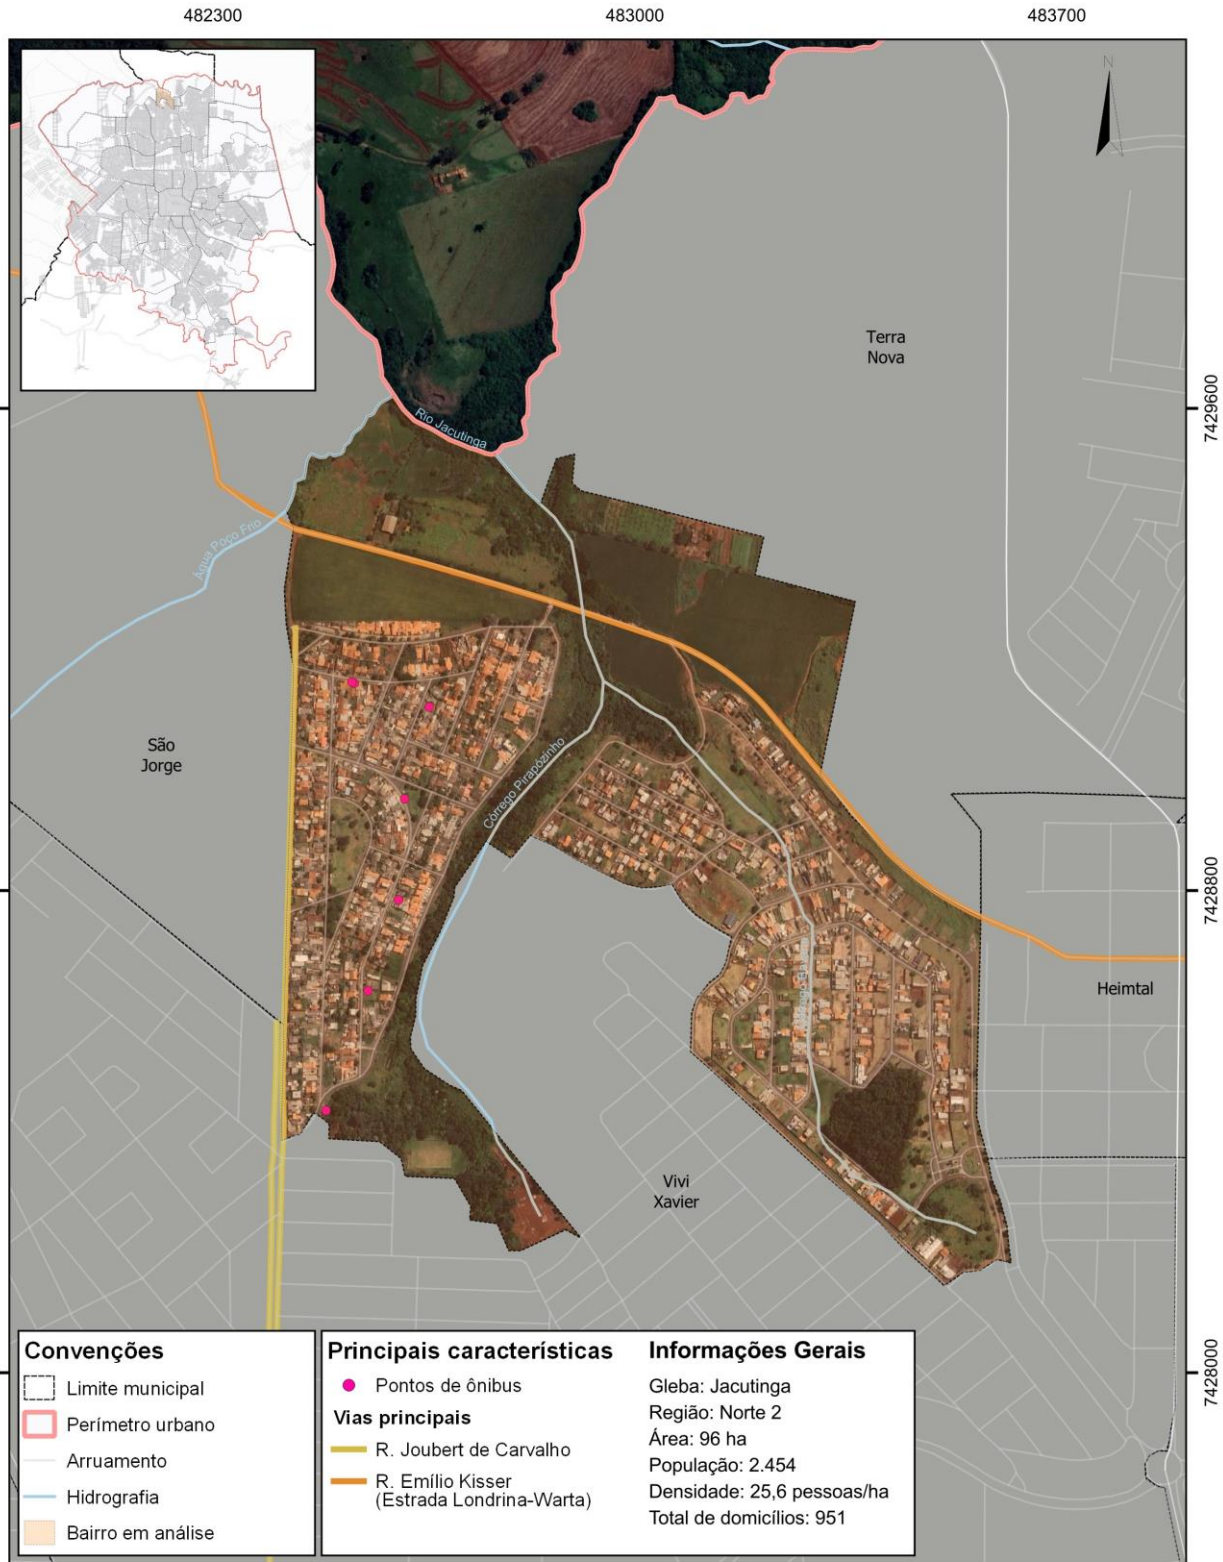 482300
483000
483700
N
Terra
Nova
7429600
Rio Jacutinga
Água Poço Frio
São
Jorge
Córrego Pirapózinho
7428800
Heimtal
Vivi
Xavier
7428000
Convenções
Limite municipal
Perímetro urbano
Arruamento
Hidrografia
Bairro em análise
Principais características
Pontos de ônibus
Vias principais
R. Joubert de Carvalho
R. Emílio Kisser
(Estrada Londrina-Warta)
Informações Gerais
Gleba: Jacutinga
Região: Norte 2
Área: 96 ha
População: 2.454
Densidade: 25,6 pessoas/ha
Total de domicílios: 951